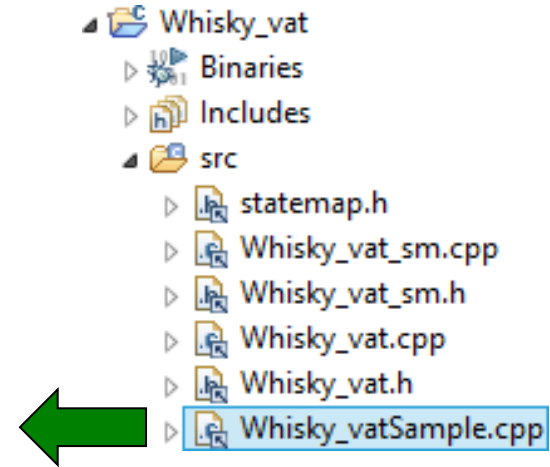 Whisky_vat
Binaries
Includes
src
statemap.h
Whisky_vat_sm.cpp
Whisky_vat_sm.h
Whisky_vat.cpp
Whisky_vat.h
Whisky_vatSample.cpp